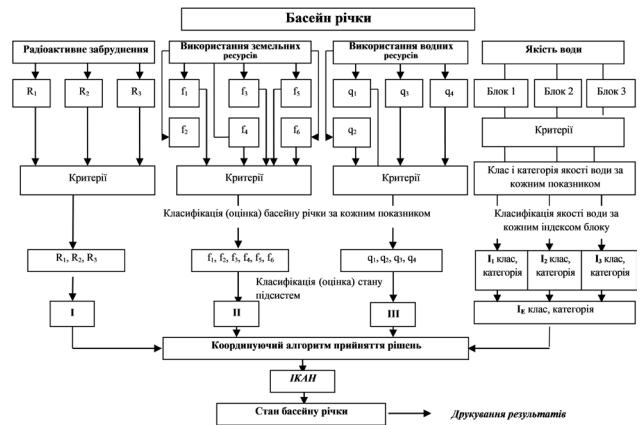 Басейн річки
Радіоактивне забруднення
Використання земельних
ресурсів
Використання водних
ресурсів
Якість води
R₁
R₂
R₃
f₁
f₃
f₅
q₁
q₃
q₄
Блок 1
Блок 2
Блок 3
f₂
f₄
f₆
q₂
Критерії
Критерії
Критерії
Критерії
Клас і категорія якості води за
кожним показником
Класифікація (оцінка) басейну річки за кожним показником
Класифікація якості води за
кожним індексом блоку
R₁, R₂, R₃
f₁, f₂, f₃, f₄, f₅, f₆
q₁, q₂, q₃, q₄
I₁ клас,
категорія
I₂ клас,
категорія
I₃ клас,
категорія
Класифікація (оцінка) стану
підсистем
I
II
III
I_E клас, категорія
Координуючий алгоритм прийняття рішень
ІКАН
Стан басейну річки
Друкування результатів